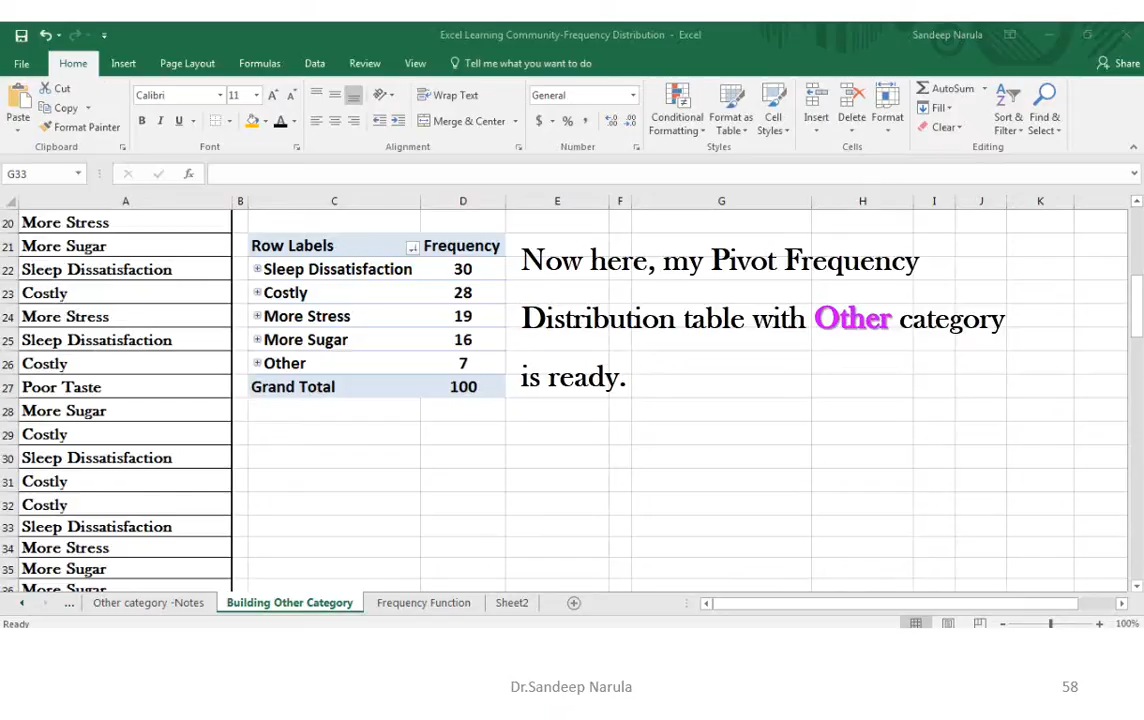 Excel Learning Community-Frequency Distribution - Excel
Sandeep Narula
File Home Insert Page Layout Formulas Data Review View Tell me what you want to do Share
Paste
Cut
Copy
Format Painter
Clipboard
Calibri 11
B I U
Font
Wrap Text
Merge & Center
Alignment
General
$ % ,
Number
Conditional Formatting
Format as Table
Cell Styles
Styles
Insert Delete Format
Cells
AutoSum
Fill
Clear
Sort & Filter
Find & Select
Editing
G33 fx
A B C D E F G H I J K
20 More Stress
21 More Sugar Row Labels Frequency
22 Sleep Dissatisfaction Sleep Dissatisfaction 30
23 Costly Costly 28
24 More Stress More Stress 19
25 Sleep Dissatisfaction More Sugar 16
26 Costly Other 7
27 Poor Taste Grand Total 100
28 More Sugar
29 Costly
30 Sleep Dissatisfaction
31 Costly
32 Costly
33 Sleep Dissatisfaction
34 More Stress
35 More Sugar
36 More Sugar
Now here, my Pivot Frequency
Distribution table with Other category
is ready.
... Other category -Notes Building Other Category Frequency Function Sheet2
Ready 100%
Dr.Sandeep Narula 58